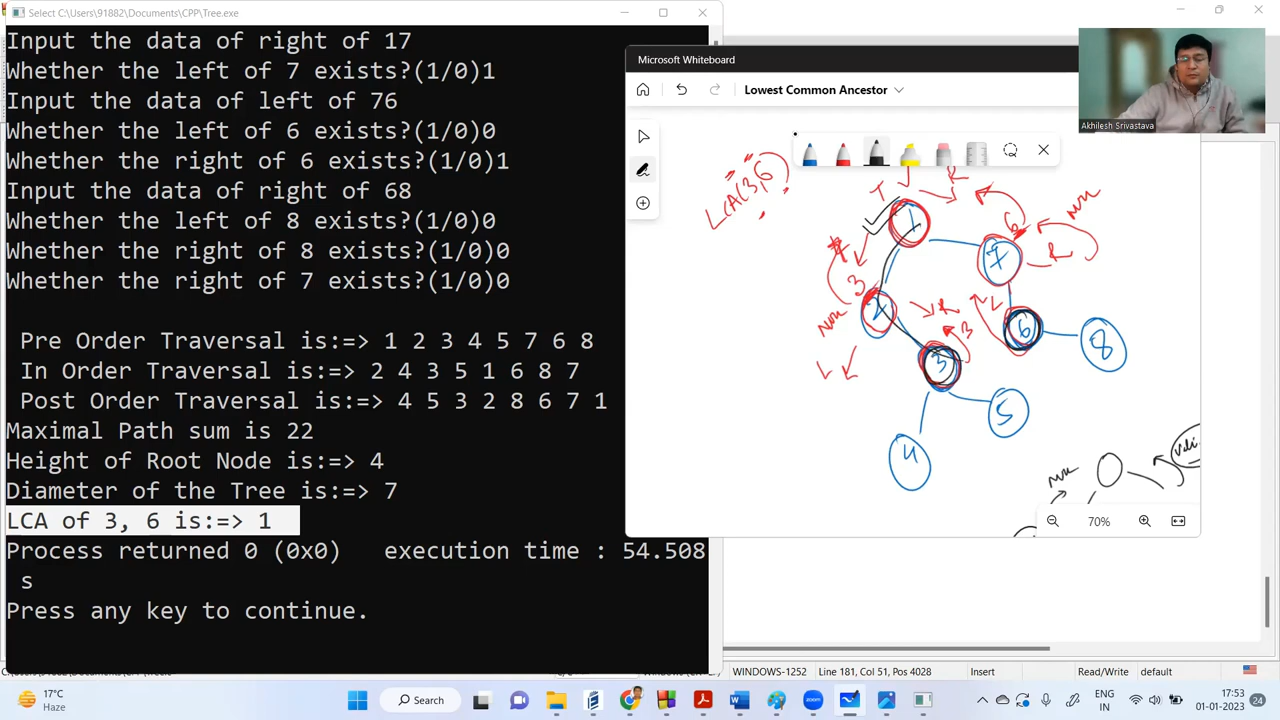 Select C:\Users\91882\Documents\CPP\Tree.exe
Input the data of right of 17
Whether the left of 7 exists?(1/0)1
Input the data of left of 76
Whether the left of 6 exists?(1/0)0
Whether the right of 6 exists?(1/0)1
Input the data of right of 68
Whether the left of 8 exists?(1/0)0
Whether the right of 8 exists?(1/0)0
Whether the right of 7 exists?(1/0)0
Pre Order Traversal is:=> 1 2 3 4 5 7 6 8
In Order Traversal is:=> 2 4 3 5 1 6 8 7
Post Order Traversal is:=> 4 5 3 2 8 6 7 1
Maximal Path sum is 22
Height of Root Node is:=> 4
Diameter of the Tree is:=> 7
LCA of 3, 6 is:=> 1
Process returned 0 (0x0) execution time : 54.508
s
Press any key to continue.
Microsoft Whiteboard
Lowest Common Ancestor
Akhilesh Srivastava
LCA(3,6)
R
1
6
7
R
3
2
R
3
3
L
L
6
8
5
4
70%
WINDOWS-1252
Line 181, Col 51, Pos 4028
Insert
Read/Write
default
17°C
Haze
Search
ENG
IN
17:53
01-01-2023
24